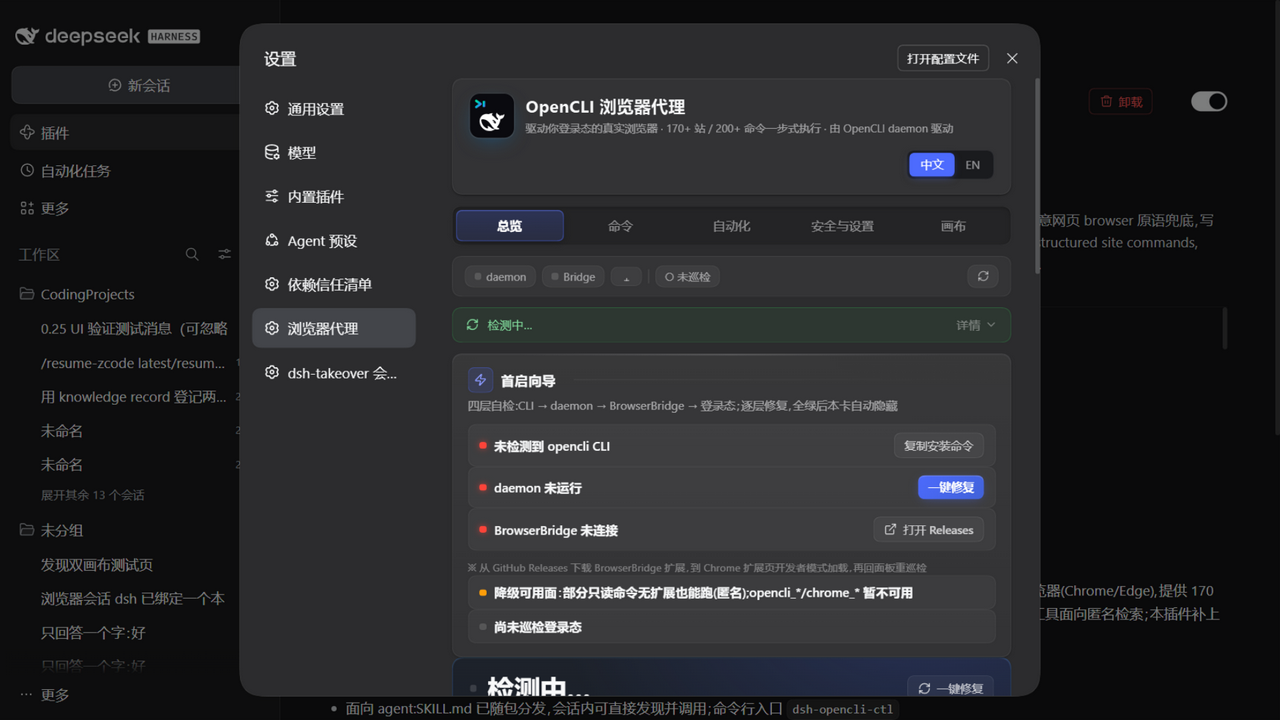 deepseek HARNESS
新会话
插件
自动化任务
更多
工作区
CodingProjects
0.25 UI 验证测试消息（可忽略
/resume-zcode latest/resum...
用 knowledge record 登记两...
未命名
未命名
展开其余 13 个会话
未分组
发现双画布测试页
浏览器会话 dsh 已绑定一个本
只回答一个字:好
只回答一个字:好
更多
设置
打开配置文件
通用设置
模型
内置插件
Agent 预设
依赖信任清单
浏览器代理
dsh-takeover 会...
OpenCLI 浏览器代理
驱动你登录态的真实浏览器 · 170+ 站 / 200+ 命令一步式执行 · 由 OpenCLI daemon 驱动
中文 EN
总览 命令 自动化 安全与设置 画布
daemon Bridge 未巡检
检测中... 详情
首启向导
四层自检:CLI → daemon → BrowserBridge → 登录态;逐层修复,全绿后本卡自动隐藏
未检测到 opencli CLI 复制安装命令
daemon 未运行 一键修复
BrowserBridge 未连接 打开 Releases
从 GitHub Releases 下载 BrowserBridge 扩展,到 Chrome 扩展页开发者模式加载,再回面板重巡检
降级可用面:部分只读命令无扩展也能跑(匿名);opencli_*/chrome_* 暂不可用
尚未巡检登录态
检测中... 一键修复
卸载
意网页 browser 原语兜底,写
tructured site commands,
览器(Chrome/Edge),提供 170
工具面向匿名检索;本插件补上
面向 agent:SKILL.md 已随包分发,会话内可直接发现并调用;命令行入口 dsh-opencli-ctl